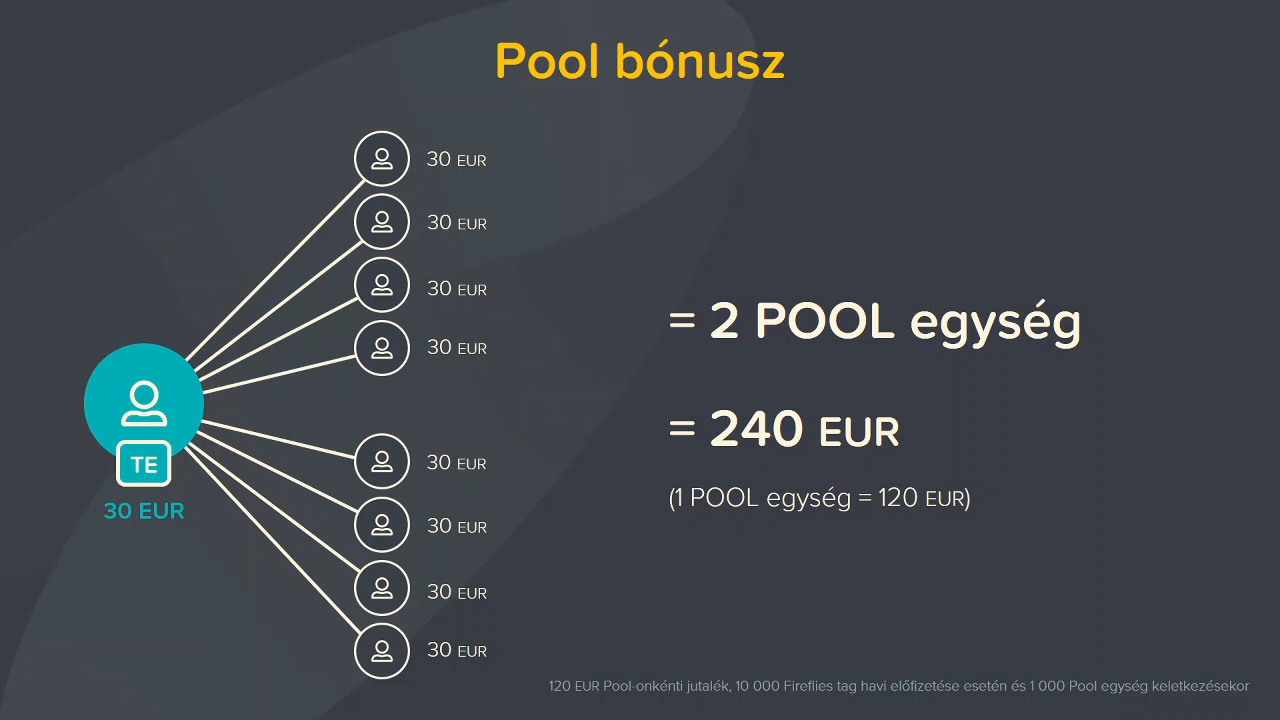 Pool bónusz
30 EUR
30 EUR
30 EUR
30 EUR
TE
30 EUR
30 EUR
30 EUR
30 EUR
30 EUR
= 2 POOL egység
= 240 EUR
(1 POOL egység = 120 EUR)
120 EUR Pool-onkénti jutalék, 10 000 Fireflies tag havi előfizetése esetén és 1 000 Pool egység keletkezésekor